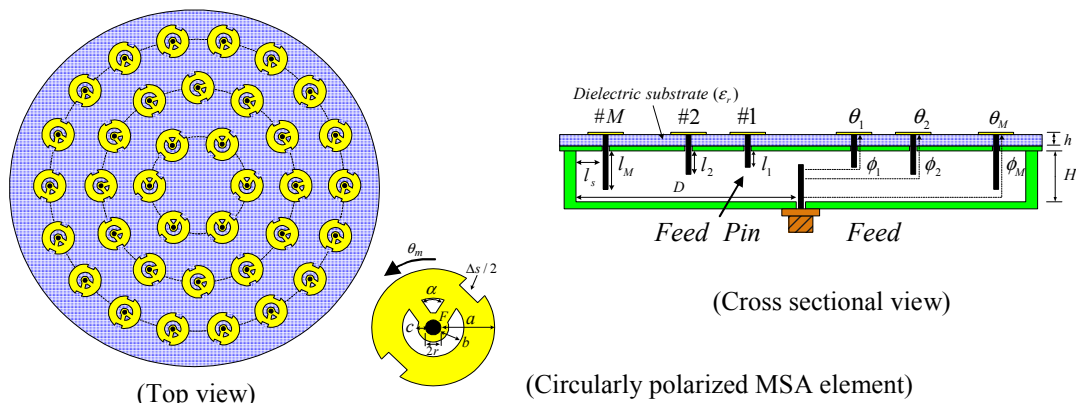 Dielectric substrate (εr)
#M #2 #1 θ1 θ2 θM
h
ls lM l2 l1 ϕ1 ϕ2 ϕM H
D
Feed Pin Feed
(Cross sectional view)
θm
Δs / 2
α
F a
c b
2r
(Top view)
(Circularly polarized MSA element)